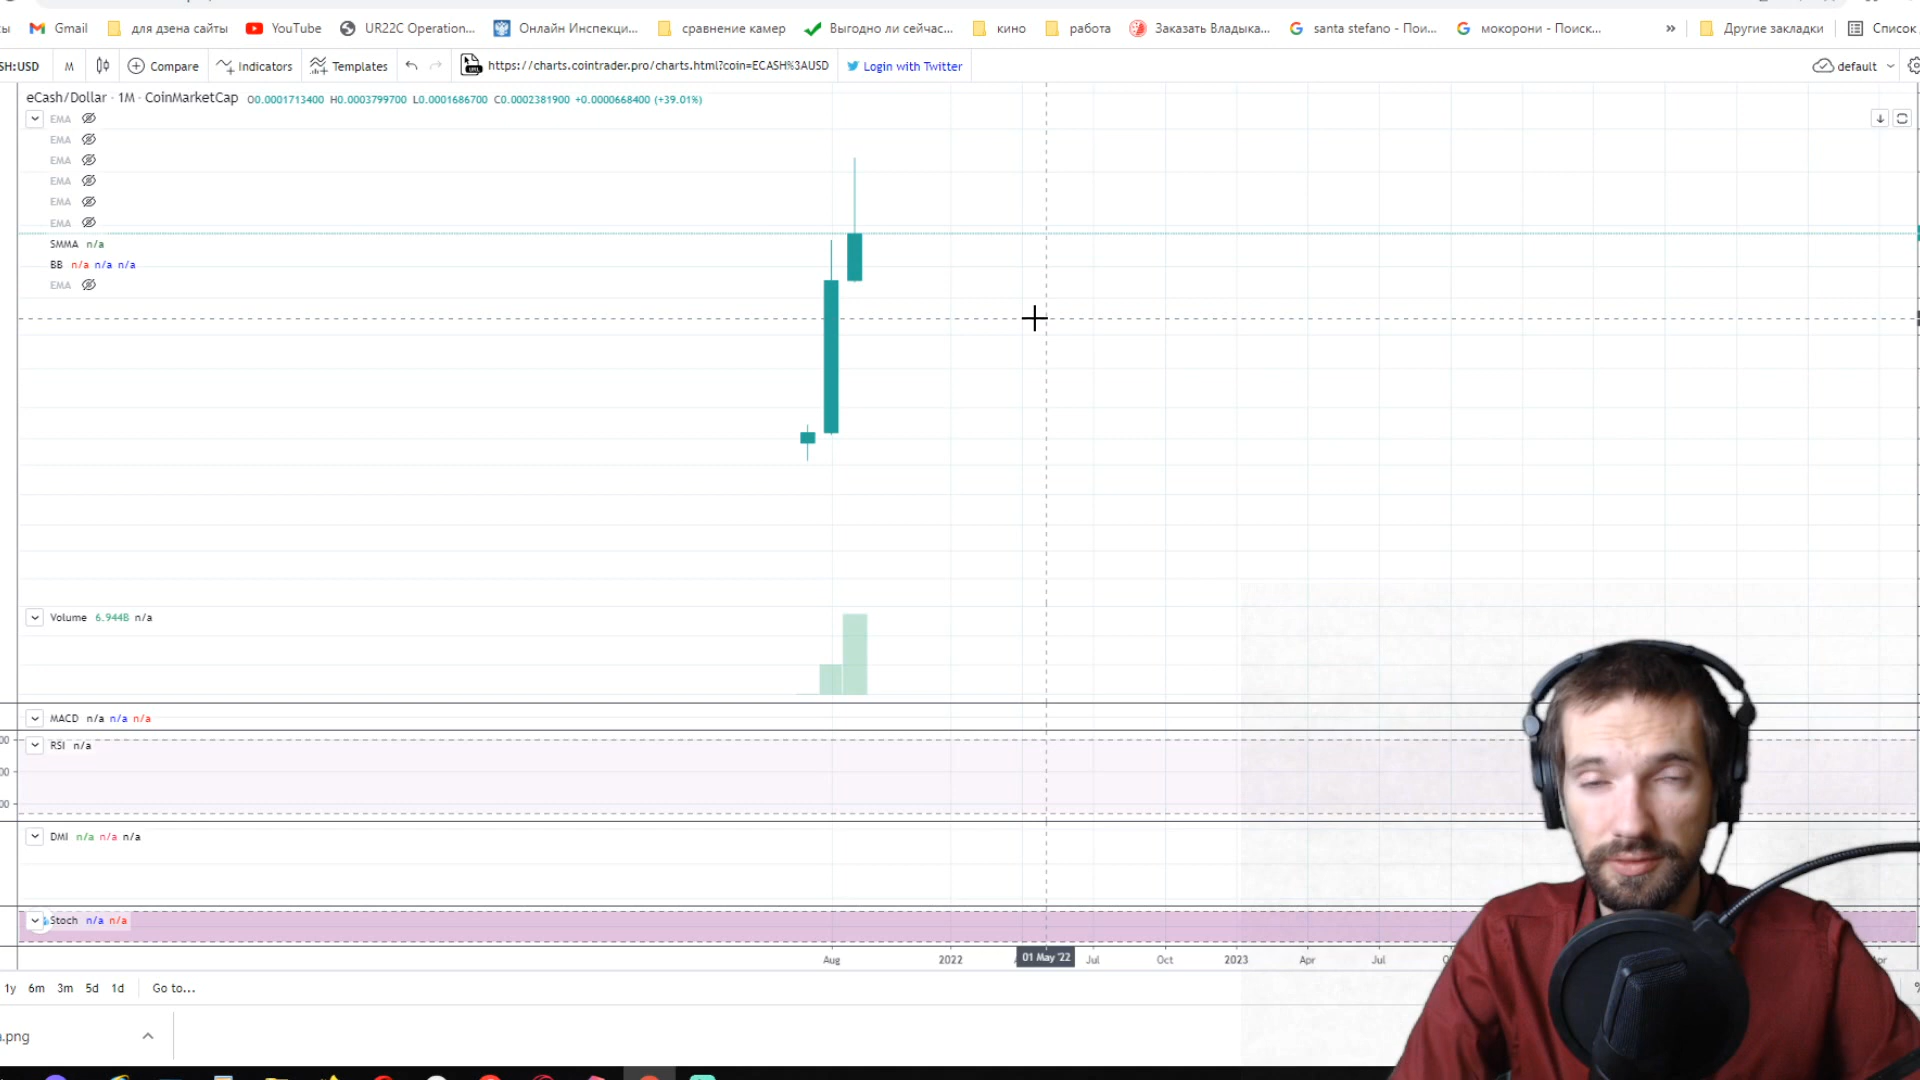 Gmail для дзена сайты YouTube UR22C Operation... Онлайн Инспекци... сравнение камер Выгодно ли сейчас... кино работа Заказать Владыка... santa stefano - Пои... мокорони - Поиск... » Другие закладки Список
SH:USD M Compare Indicators Templates https://charts.cointrader.pro/charts.html?coin=ECASH%3AUSD Login with Twitter default
eCash/Dollar · 1M · CoinMarketCap O0.0001713400 H0.0003799700 L0.0001686700 C0.0002381900 +0.0000668400 (+39.01%)
EMA
EMA
EMA
EMA
EMA
EMA
SMMA n/a
BB n/a n/a n/a
EMA
Volume 6.944B n/a
MACD n/a n/a n/a
RSI n/a
DMI n/a n/a n/a
Stoch n/a n/a
Aug 2022 01 May '22 Jul Oct 2023 Apr Jul
1y 6m 3m 5d 1d Go to...
.png